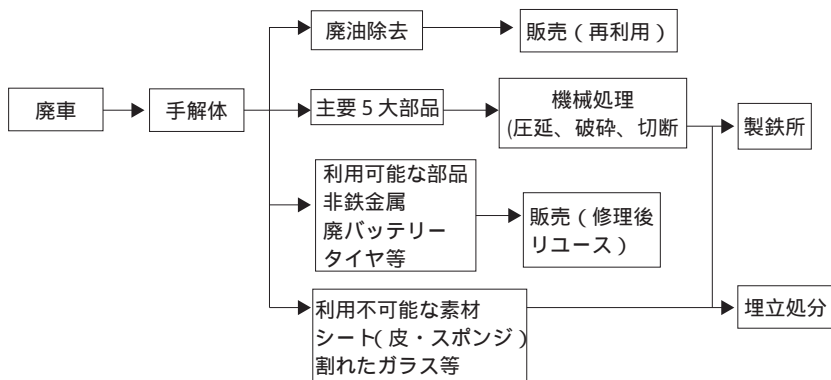 廃油除去
販売（再利用）
廃車
手解体
主要５大部品
機械処理
(圧延、破砕、切断
製鉄所
利用可能な部品
非鉄金属
廃バッテリー
タイヤ等
販売（修理後
リユース）
利用不可能な素材
シート（皮・スポンジ）
割れたガラス等
埋立処分